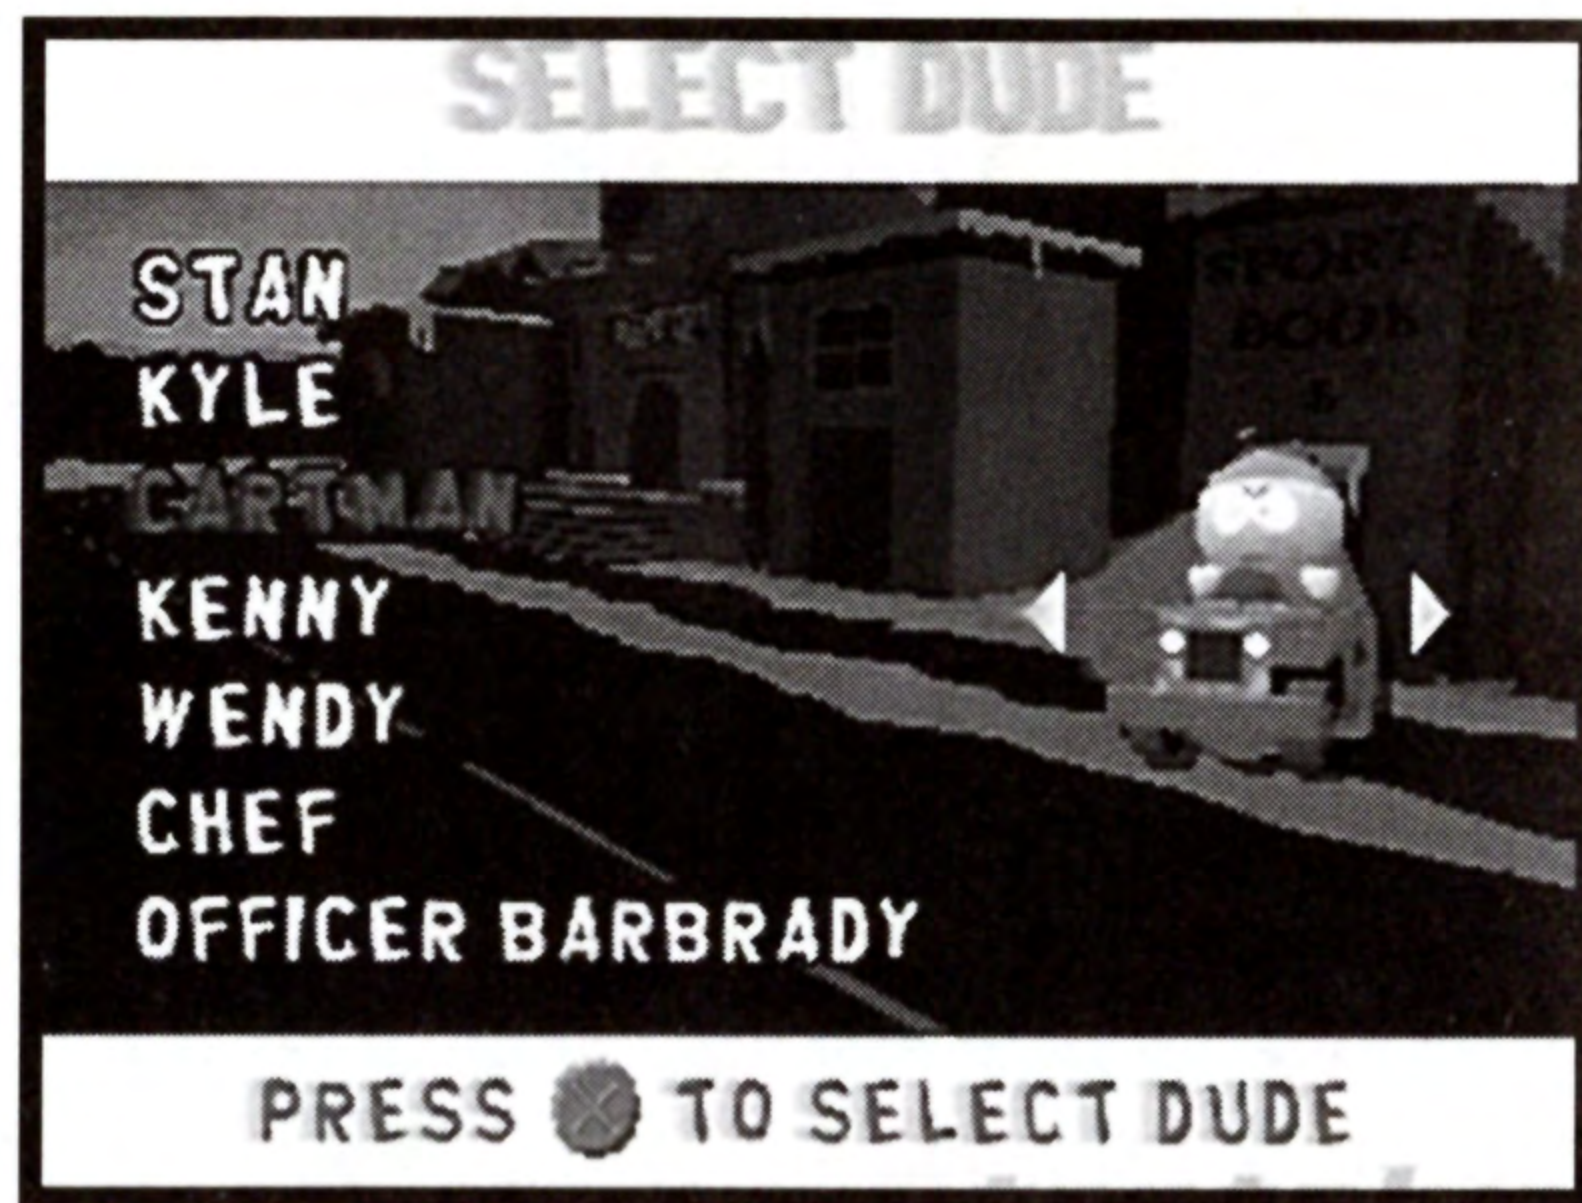 SELECT DUDE
STAN
KYLE
CARTMAN
KENNY
WENDY
CHEF
OFFICER BARBRADY
PRESS X TO SELECT DUDE